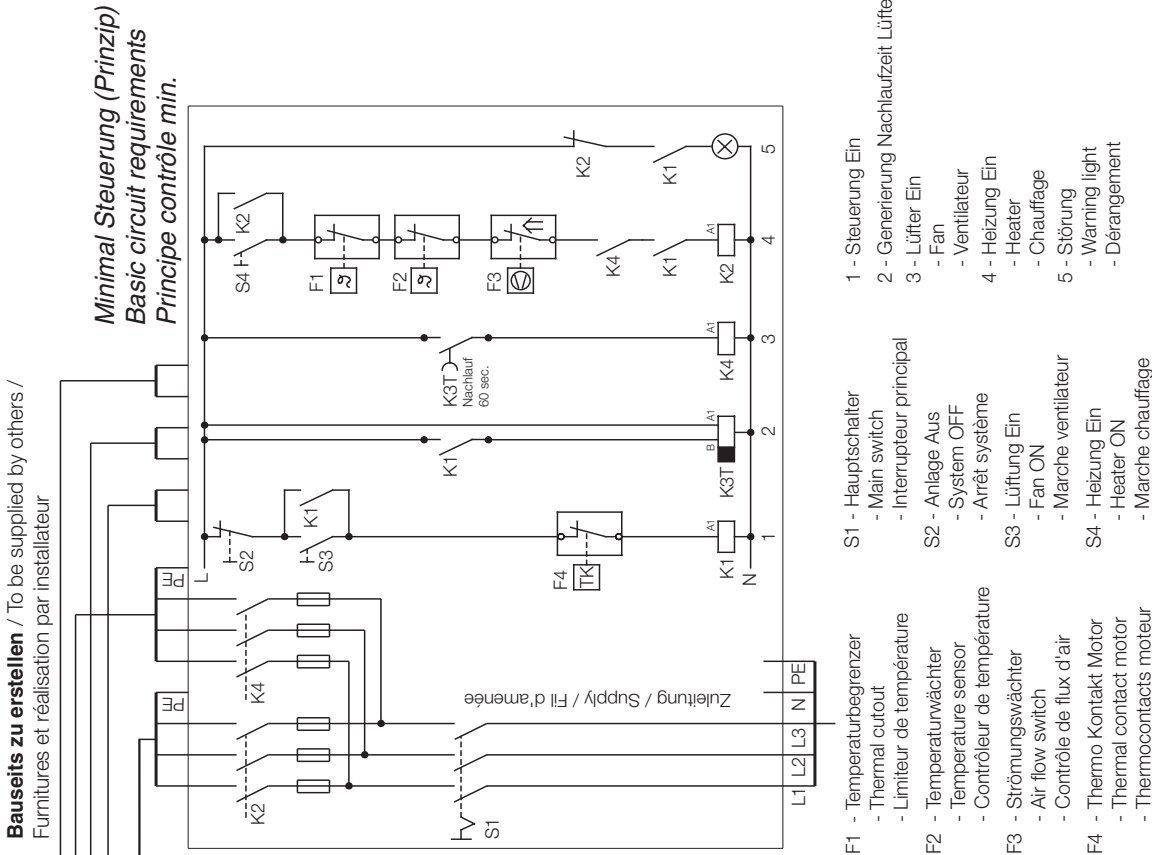 Bauseits zu erstellen / To be supplied by others /
Furnitures et réalisation par installateur
Minimal Steuerung (Prinzip)
Basic circuit requirements
Principe contrôle min.
PE
PE
L
K2
K4
S1
S2
S3
K1
F4
TK
K1
A1
N
K1
B
A1
K3T
K3T
Nachlauf
60 sec.
A1
K4
S4
K2
F1
F2
F3
K4
K1
A1
K2
K2
K1
1
2
3
4
5
Zuleitung / Supply / Fil d'amenée
L1
L2
L3
N
PE
F1 - Temperaturbegrenzer
- Thermal cutout
- Limiteur de température
F2 - Temperaturwächter
- Temperature sensor
- Contrôleur de température
F3 - Strömungswächter
- Air flow switch
- Contrôle de flux d'air
F4 - Thermo Kontakt Motor
- Thermal contact motor
- Thermocontacts moteur
S1 - Hauptschalter
- Main switch
- Interrupteur principal
S2 - Anlage Aus
- System OFF
- Arrêt système
S3 - Lüftung Ein
- Fan ON
- Marche ventilateur
S4 - Heizung Ein
- Heater ON
- Marche chauffage
1 - Steuerung Ein
2 - Generierung Nachlaufzeit Lüfte
3 - Lüfter Ein
- Fan
- Ventilateur
4 - Heizung Ein
- Heater
- Chauffage
5 - Störung
- Warning light
- Dérangement